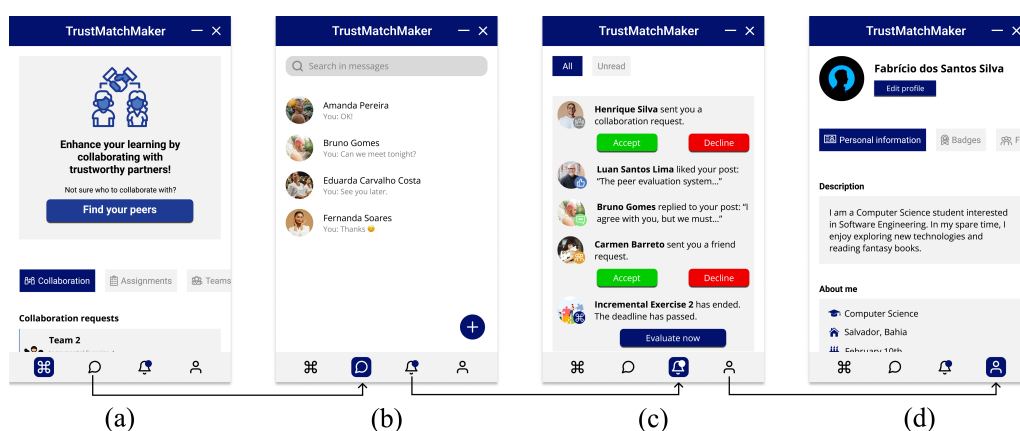 TrustMatchMaker
Enhance your learning by
collaborating with
trustworthy partners!
Not sure who to collaborate with?
Find your peers
Collaboration
Assignments
Teams
Collaboration requests
Team 2
(a)
TrustMatchMaker
Search in messages
Amanda Pereira
You: OK!
Bruno Gomes
You: Can we meet tonight?
Eduarda Carvalho Costa
You: See you later.
Fernanda Soares
You: Thanks 😊
(b)
TrustMatchMaker
All
Unread
Henrique Silva sent you a
collaboration request.
Accept
Decline
Luan Santos Lima liked your post:
“The peer evaluation system...”
Bruno Gomes replied to your post: “I
agree with you, but we must...”
Carmen Barreto sent you a friend
request.
Accept
Decline
Incremental Exercise 2 has ended.
The deadline has passed.
Evaluate now
(c)
TrustMatchMaker
Fabrício dos Santos Silva
Edit profile
Personal information
Badges
F
Description
I am a Computer Science student interested
in Software Engineering. In my spare time, I
enjoy exploring new technologies and
reading fantasy books.
About me
Computer Science
Salvador, Bahia
February 10th
(d)